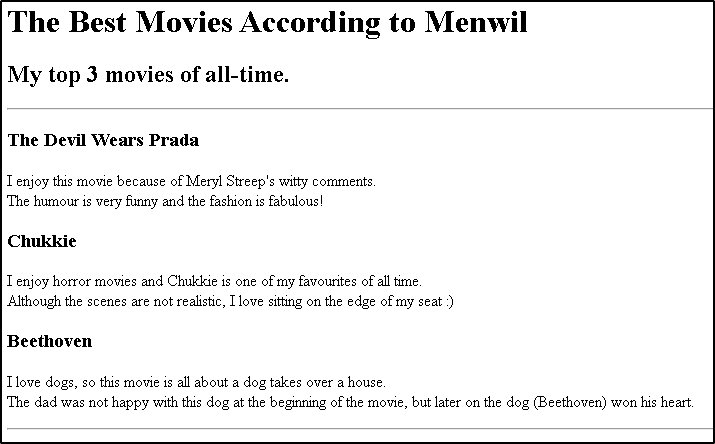 The Best Movies According to Menwil
My top 3 movies of all-time.
The Devil Wears Prada
I enjoy this movie because of Meryl Streep's witty comments.
The humour is very funny and the fashion is fabulous!
Chukkie
I enjoy horror movies and Chukkie is one of my favourites of all time.
Although the scenes are not realistic, I love sitting on the edge of my seat :)
Beethoven
I love dogs, so this movie is all about a dog takes over a house.
The dad was not happy with this dog at the beginning of the movie, but later on the dog (Beethoven) won his heart.